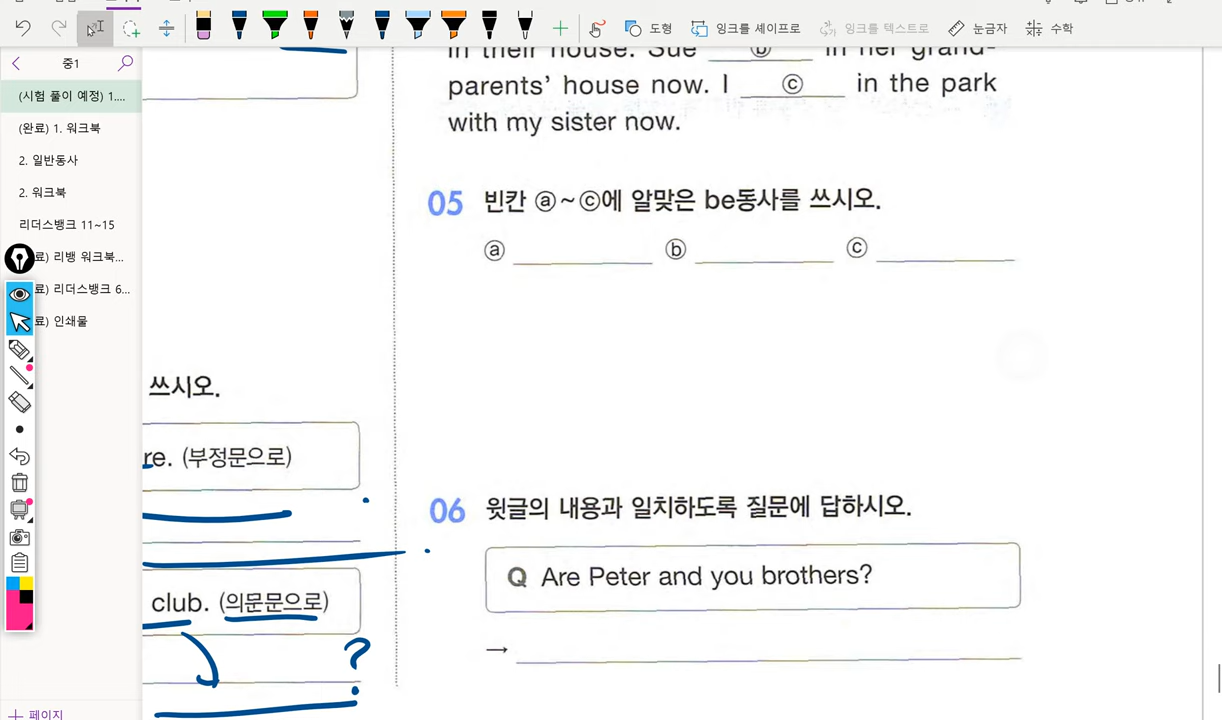 도형
잉크를 셰이프로
잉크를 텍스트로
눈금자
수학
중1
(시험 풀이 예정) 1....
(완료) 1. 워크북
2. 일반동사
2. 워크북
리더스뱅크 11~15
료) 리뱅 워크북...
료) 리더스뱅크 6...
료) 인쇄물
페이지
쓰시오.
re. (부정문으로)
club. (의문문으로)
?
in their house. Sue ⓑ in her grand-
parents' house now. I ⓒ in the park
with my sister now.
05 빈칸 ⓐ~ⓒ에 알맞은 be동사를 쓰시오.
ⓐ ⓑ ⓒ
06 윗글의 내용과 일치하도록 질문에 답하시오.
Q Are Peter and you brothers?
→